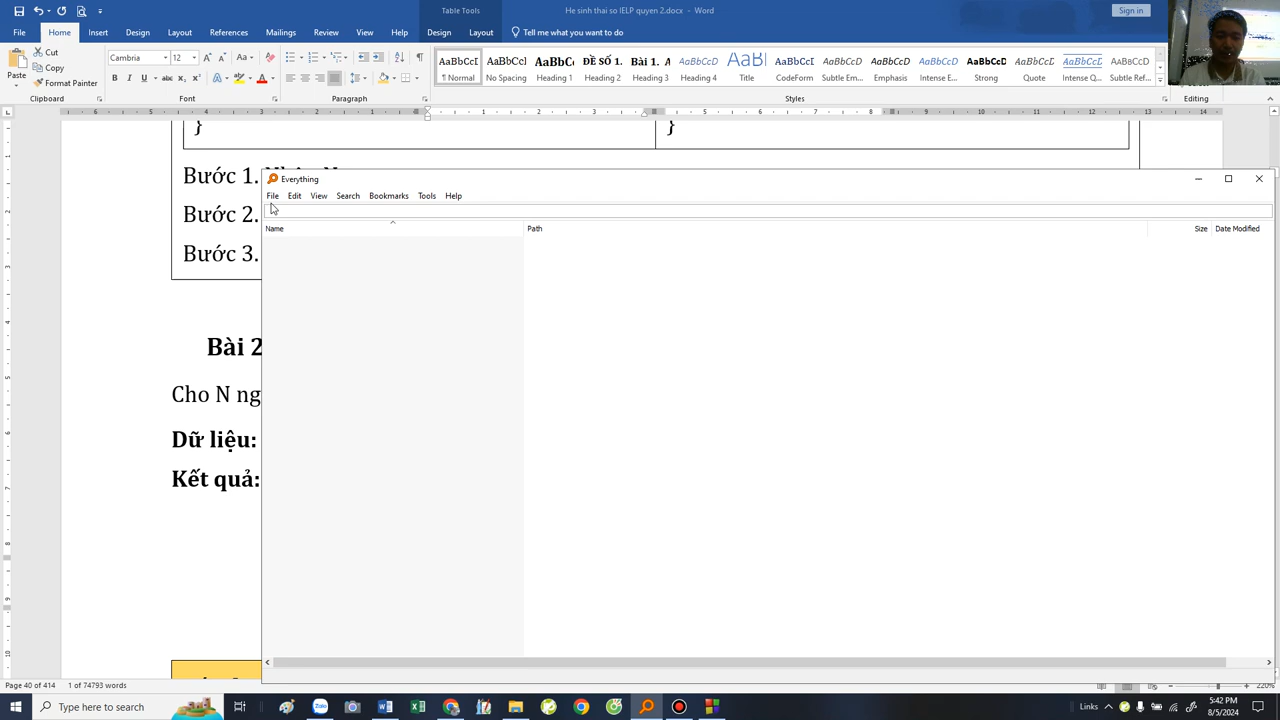 Table Tools
He sinh thai so IELP quyen 2.docx - Word
Sign in
File Home Insert Draw Design Layout References Mailings Review View Help Design Layout Tell me what you want to do
Paste
Cut
Copy
Format Painter
Clipboard
Cambria 12
Font
Paragraph
AaBbCcI AaBbCcl AaBbC ĐỀ SỐ 1. Bài 1. A AaBbCcD AaBl AaBbCcI AaBbCcD AaBbCcD AaBbCcD AaBbCcD AaBbCcD AaBbCcD AABBCCD
¶ Normal No Spacing Heading 1 Heading 2 Heading 3 Heading 4 Title CodeForm Subtle Em... Emphasis Intense E... Strong Quote Intense Q... Subtle Ref...
Styles
Editing
} }
Bước 1.
Bước 2.
Bước 3.
Bài 2
Cho N ng
Dữ liệu:
Kết quả:
Everything
File Edit View Search Bookmarks Tools Help
Name Path Size Date Modified
Page 40 of 414 1 of 74793 words
220%
Type here to search
Zalo
Links
5:42 PM
8/5/2024